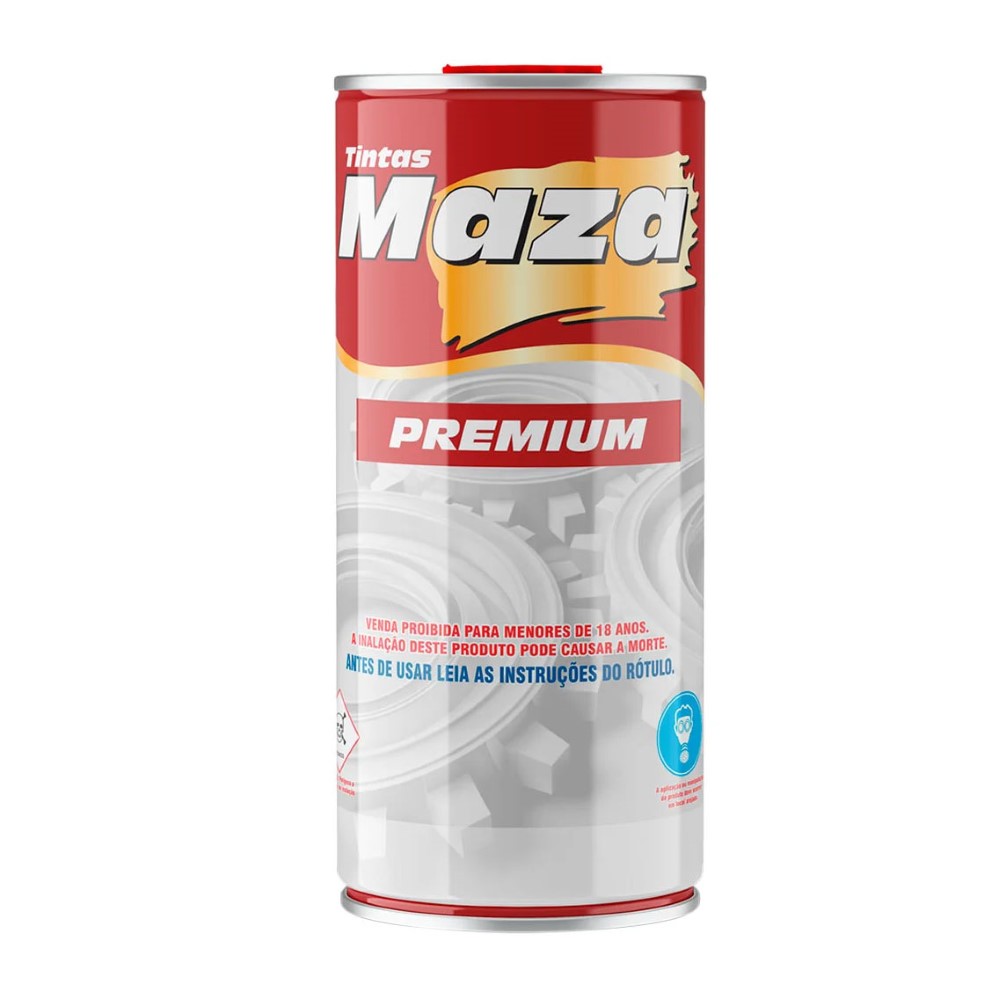 Tintas
Maza
PREMIUM
VENDA PROIBIDA PARA MENORES DE 18 ANOS.
A INALAÇÃO DESTE PRODUTO PODE CAUSAR A MORTE.
ANTES DE USAR LEIA AS INSTRUÇÕES DO RÓTULO.